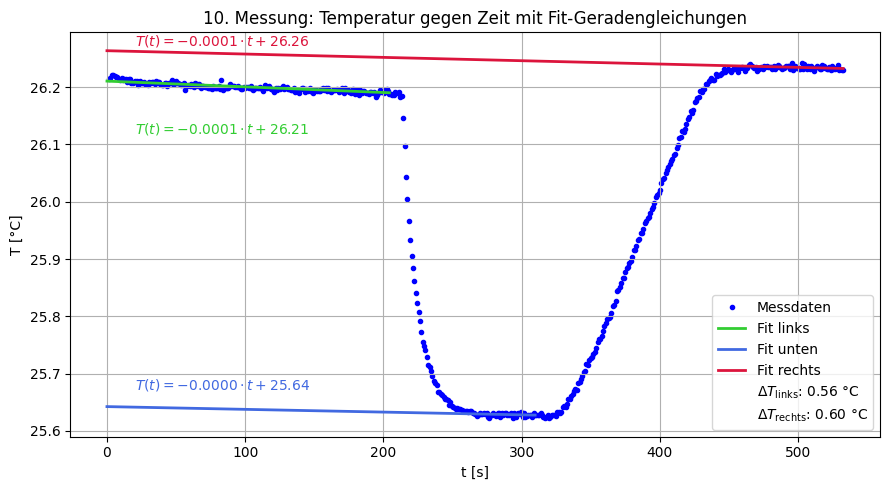 10. Messung: Temperatur gegen Zeit mit Fit-Geradengleichungen
T(t) = −0.0001 · t + 26.26
T(t) = −0.0001 · t + 26.21
T(t) = −0.0000 · t + 25.64
T [°C]
26.2
26.1
26.0
25.9
25.8
25.7
25.6
Messdaten
Fit links
Fit unten
Fit rechts
ΔT_links: 0.56 °C
ΔT_rechts: 0.60 °C
0 100 200 300 400 500
t [s]